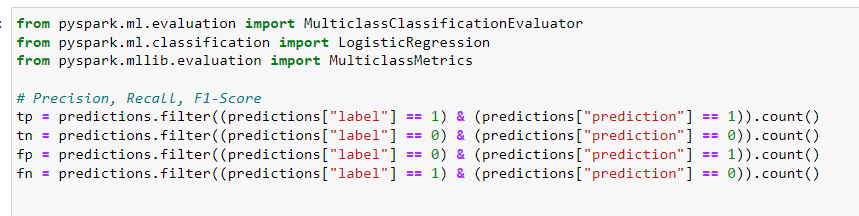 from pyspark.ml.evaluation import MulticlassClassificationEvaluator
from pyspark.ml.classification import LogisticRegression
from pyspark.mllib.evaluation import MulticlassMetrics
# Precision, Recall, F1-Score
tp = predictions.filter((predictions["label"] == 1) & (predictions["prediction"] == 1)).count()
tn = predictions.filter((predictions["label"] == 0) & (predictions["prediction"] == 0)).count()
fp = predictions.filter((predictions["label"] == 0) & (predictions["prediction"] == 1)).count()
fn = predictions.filter((predictions["label"] == 1) & (predictions["prediction"] == 0)).count()